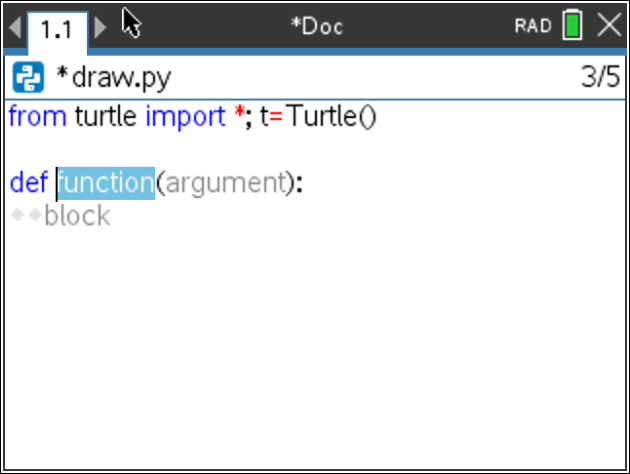 1.1 *Doc RAD
*draw.py 3/5
from turtle import *; t=Turtle()
def function(argument):
block